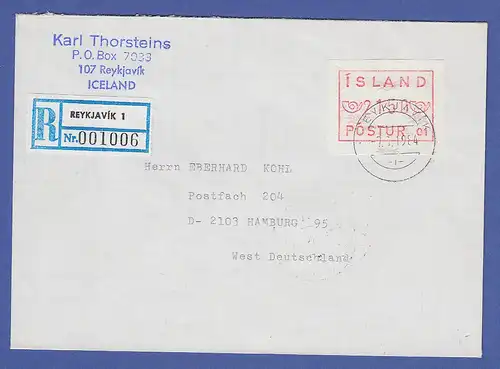 Karl Thorsteins
P.O. Box 7033
107 Reykjavík
ICELAND
R
REYKJAVÍK 1
Nr. 001006
ÍSLAND
PÓSTUR 01
Herrn EBERHARD KOHL
Postfach 204
D- 2103 HAMBURG 95
West Deutschland